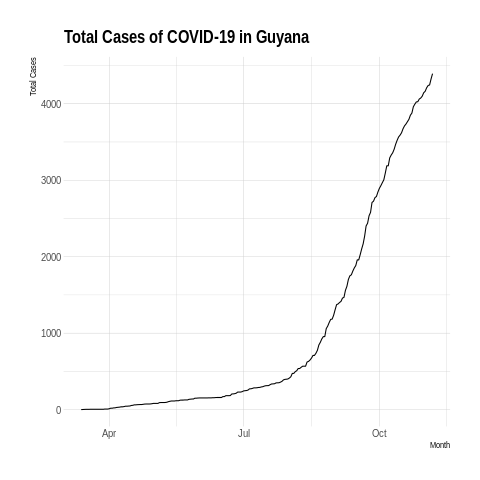 Total Cases of COVID-19 in Guyana
Total Cases
4000
3000
2000
1000
0
Apr Jul Oct
Month